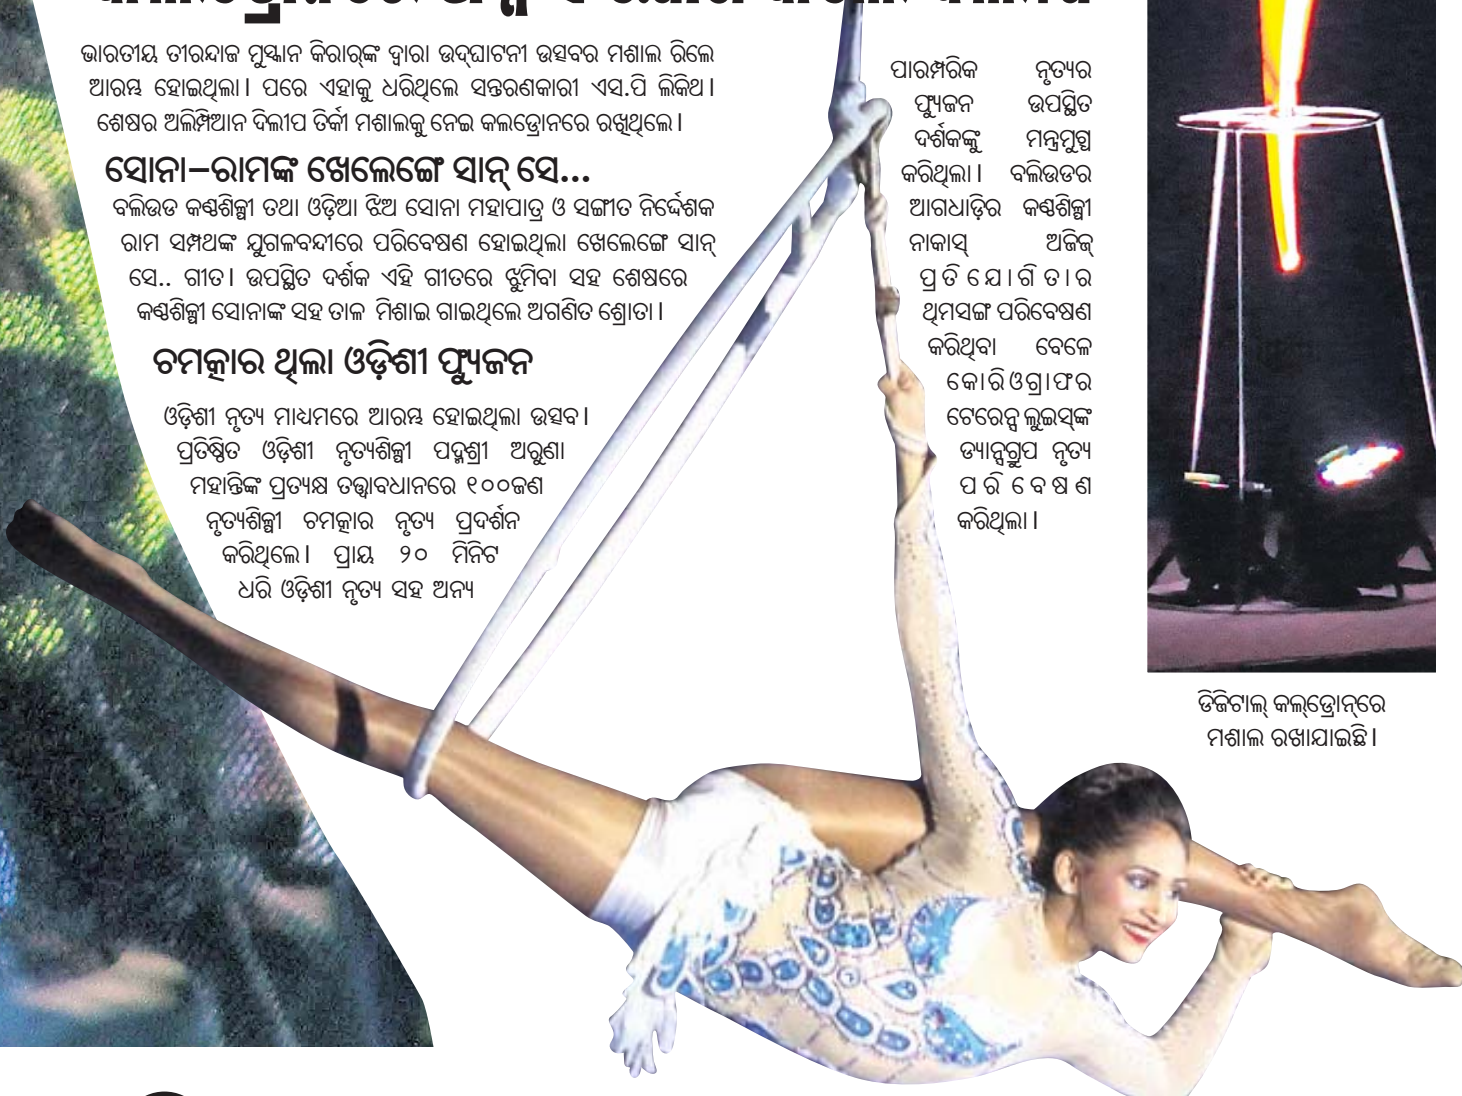 ଭାରତୀୟ ତୀରନ୍ଦାଜ ମୁସ୍କାନ କିରାର୍‌ଙ୍କ ଦ୍ୱାରା ଉଦ୍‌ଘାଟନୀ ଉତ୍ସବର ମଶାଲ ରିଲେ
ଆରମ୍ଭ ହୋଇଥିଲା। ପରେ ଏହାକୁ ଧରିଥିଲେ ସନ୍ତରଣକାରୀ ଏସ.ପି ଲିକିଥ।
ଶେଷର ଅଲିମ୍ପିଆନ ଦିଲୀପ ତିର୍କୀ ମଶାଲକୁ ନେଇ କଲଡ୍ରୋନରେ ରଖିଥିଲେ।
ସୋନା–ରାମଙ୍କ ଖେଲେଙ୍ଗେ ସାନ୍ ସେ...
ବଲିଉଡ କଣ୍ଠଶିଳ୍ପୀ ତଥା ଓଡ଼ିଆ ଝିଅ ସୋନା ମହାପାତ୍ର ଓ ସଙ୍ଗୀତ ନିର୍ଦ୍ଦେଶକ
ରାମ ସମ୍ପଥଙ୍କ ଯୁଗଳବନ୍ଦୀରେ ପରିବେଷଣ ହୋଇଥିଲା ଖେଲେଙ୍ଗେ ସାନ୍
ସେ.. ଗୀତ। ଉପସ୍ଥିତ ଦର୍ଶକ ଏହି ଗୀତରେ ଝୁମିବା ସହ ଶେଷରେ
କଣ୍ଠଶିଳ୍ପୀ ସୋନାଙ୍କ ସହ ତାଳ ମିଶାଇ ଗାଇଥିଲେ ଅଗଣିତ ଶ୍ରୋତା।
ଚମତ୍କାର ଥିଲା ଓଡ଼ିଶୀ ଫ୍ୟୁଜନ
ଓଡ଼ିଶୀ ନୃତ୍ୟ ମାଧ୍ୟମରେ ଆରମ୍ଭ ହୋଇଥିଲା ଉତ୍ସବ।
ପ୍ରତିଷ୍ଠିତ ଓଡ଼ିଶୀ ନୃତ୍ୟଶିଳ୍ପୀ ପଦ୍ମଶ୍ରୀ ଅରୁଣା
ମହାନ୍ତିଙ୍କ ପ୍ରତ୍ୟକ୍ଷ ତତ୍ତ୍ୱାବଧାନରେ ୧୦୦ଜଣ
ନୃତ୍ୟଶିଳ୍ପୀ ଚମତ୍କାର ନୃତ୍ୟ ପ୍ରଦର୍ଶନ
କରିଥିଲେ। ପ୍ରାୟ ୨୦ ମିନିଟ
ଧରି ଓଡ଼ିଶୀ ନୃତ୍ୟ ସହ ଅନ୍ୟ
ପାରମ୍ପରିକ ନୃତ୍ୟର
ଫ୍ୟୁଜନ ଉପସ୍ଥିତ
ଦର୍ଶକଙ୍କୁ ମନ୍ତ୍ରମୁଗ୍ଧ
କରିଥିଲା। ବଲିଉଡର
ଆଗଧାଡ଼ିର କଣ୍ଠଶିଳ୍ପୀ
ନାକାସ୍ ଅଜିଜ୍
ପ୍ରତିଯୋଗିତାର
ଥିମସଙ୍ଗ ପରିବେଷଣ
କରିଥିବା ବେଳେ
କୋରିଓଗ୍ରାଫର
ଟେରେନ୍ସ ଲୁଇସ୍‌ଙ୍କ
ଡ୍ୟାନ୍ସଗ୍ରୁପ ନୃତ୍ୟ
ପରିବେଷଣ
କରିଥିଲା।
ଡିଜିଟାଲ୍ କଲ୍‌ଡ୍ରୋନ୍‌ରେ
ମଶାଲ ରଖାଯାଇଛି।